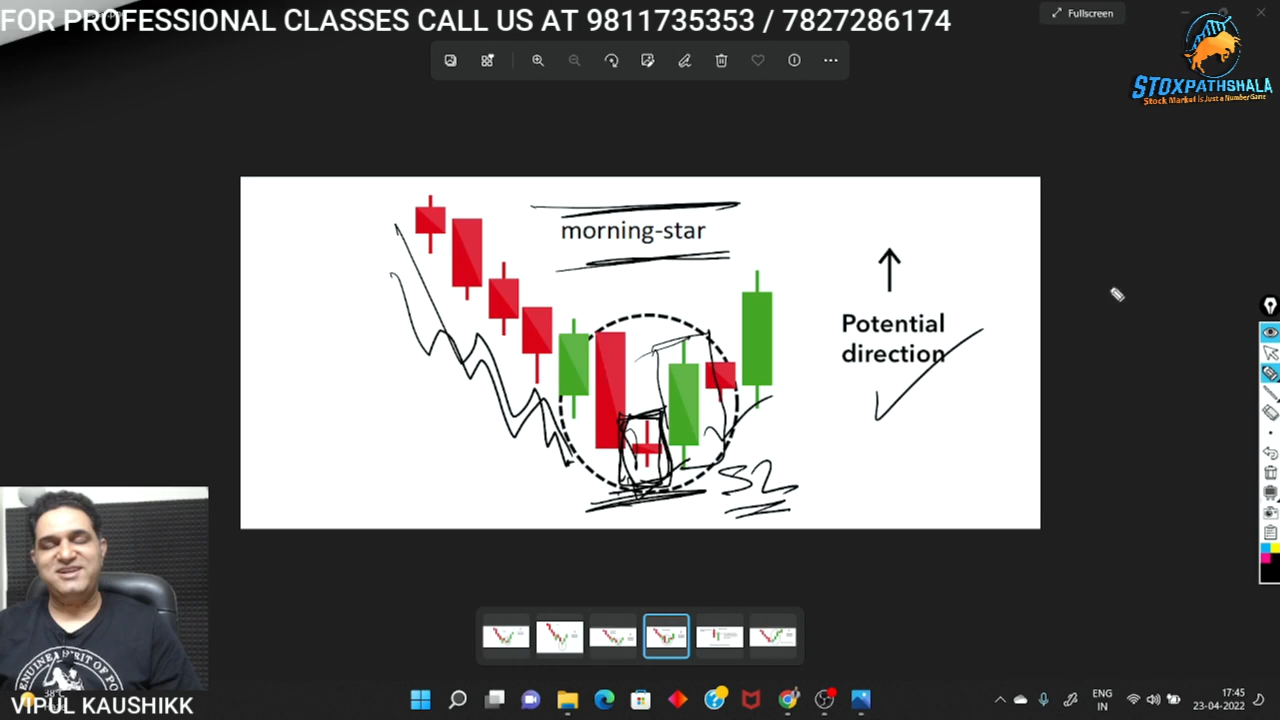 FOR PROFESSIONAL CLASSES CALL US AT 9811735353 / 7827286174
Fullscreen
STOXPATHSHALA
Stock Market is Just a Number Game
morning-star
Potential
direction
S2
VIPUL KAUSHIKK
38°C
ENG
IN
17:45
23-04-2022